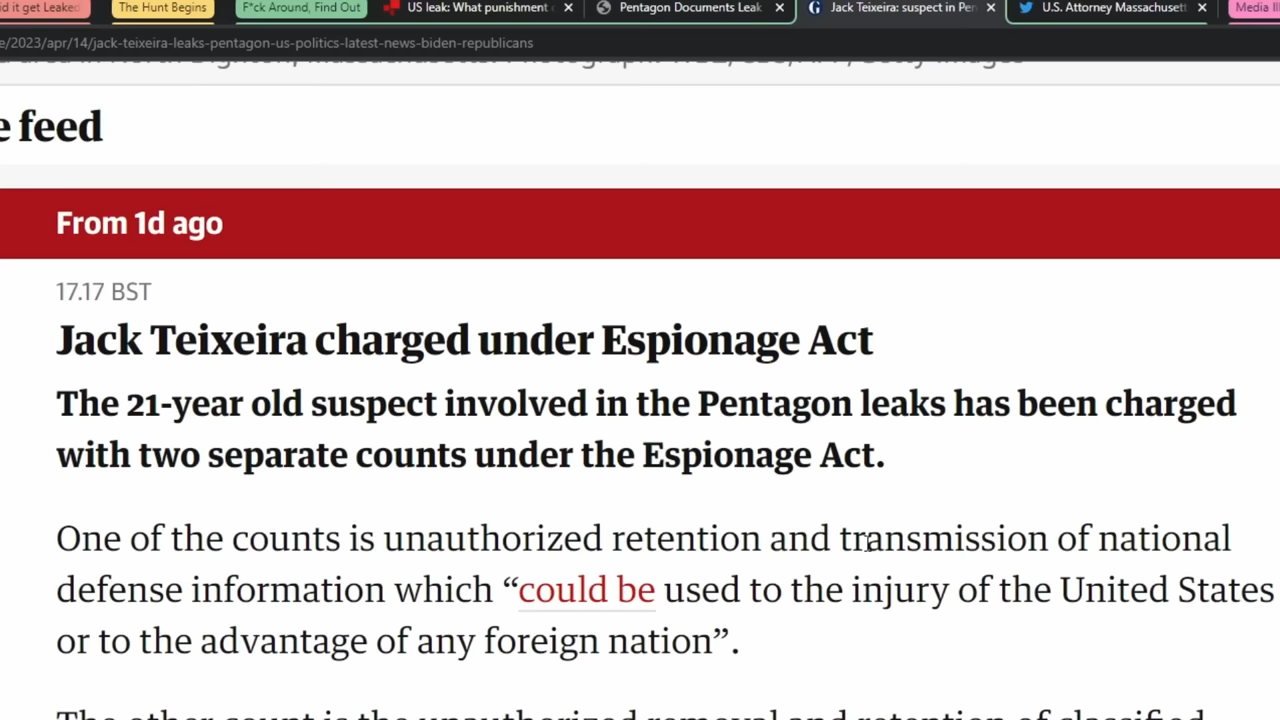 id it get Leaked
The Hunt Begins
F*ck Around, Find Out
US leak: What punishment
Pentagon Documents Leak
G
Jack Teixeira: suspect in Pen
U.S. Attorney Massachusett
Media
e/2023/apr/14/jack-teixeira-leaks-pentagon-us-politics-latest-news-biden-republicans
e feed
From 1d ago
17.17 BST
Jack Teixeira charged under Espionage Act
The 21-year old suspect involved in the Pentagon leaks has been charged
with two separate counts under the Espionage Act.
One of the counts is unauthorized retention and transmission of national
defense information which “could be used to the injury of the United States
or to the advantage of any foreign nation”.
The other count is the unauthorized removal and retention of classified